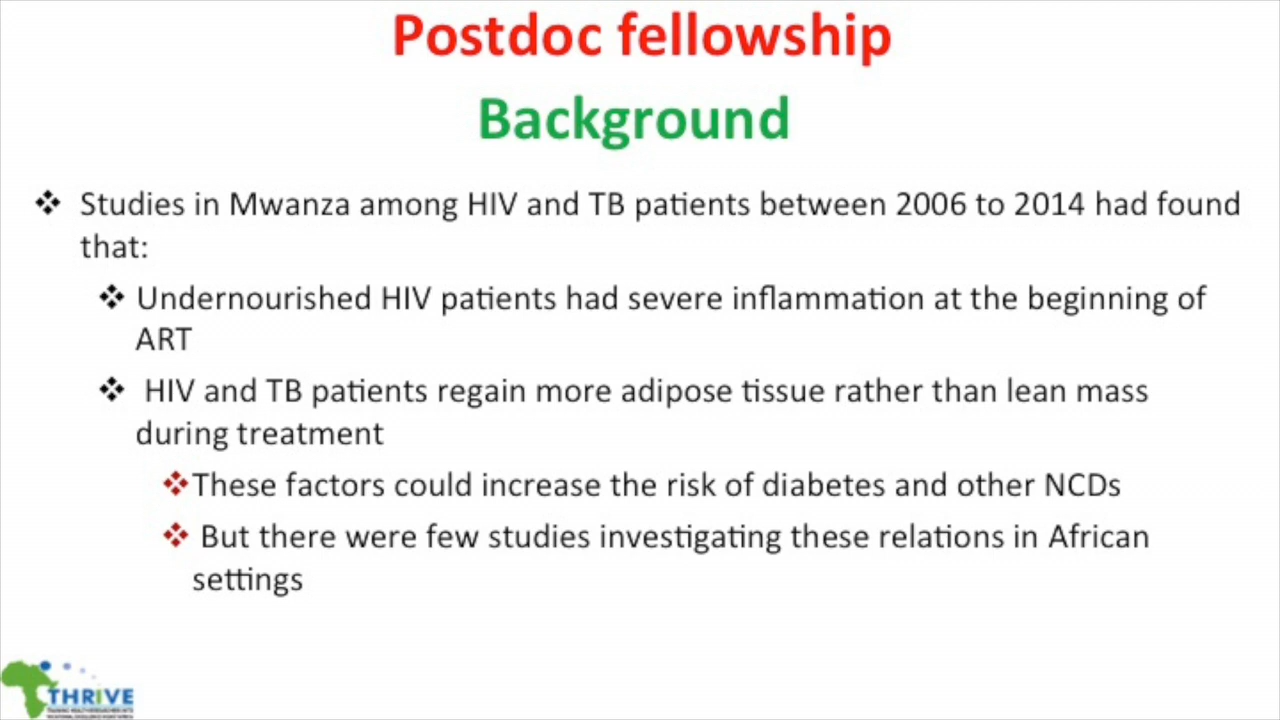 Postdoc fellowship
Background
Studies in Mwanza among HIV and TB patients between 2006 to 2014 had found
that:
Undernourished HIV patients had severe inflammation at the beginning of
ART
HIV and TB patients regain more adipose tissue rather than lean mass
during treatment
These factors could increase the risk of diabetes and other NCDs
But there were few studies investigating these relations in African
settings
THRiVE